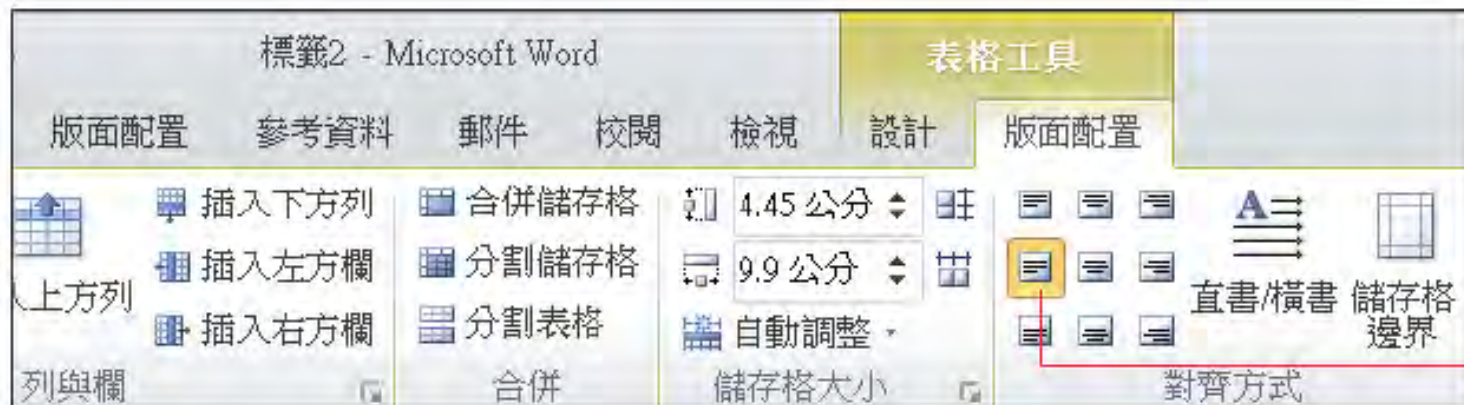 標籤2 - Microsoft Word
表格工具
版面配置 參考資料 郵件 校閱 檢視 設計 版面配置
入上方列
插入下方列
插入左方欄
插入右方欄
列與欄
合併儲存格
分割儲存格
分割表格
合併
4.45 公分
9.9 公分
自動調整
儲存格大小
直書/橫書
儲存格
邊界
對齊方式